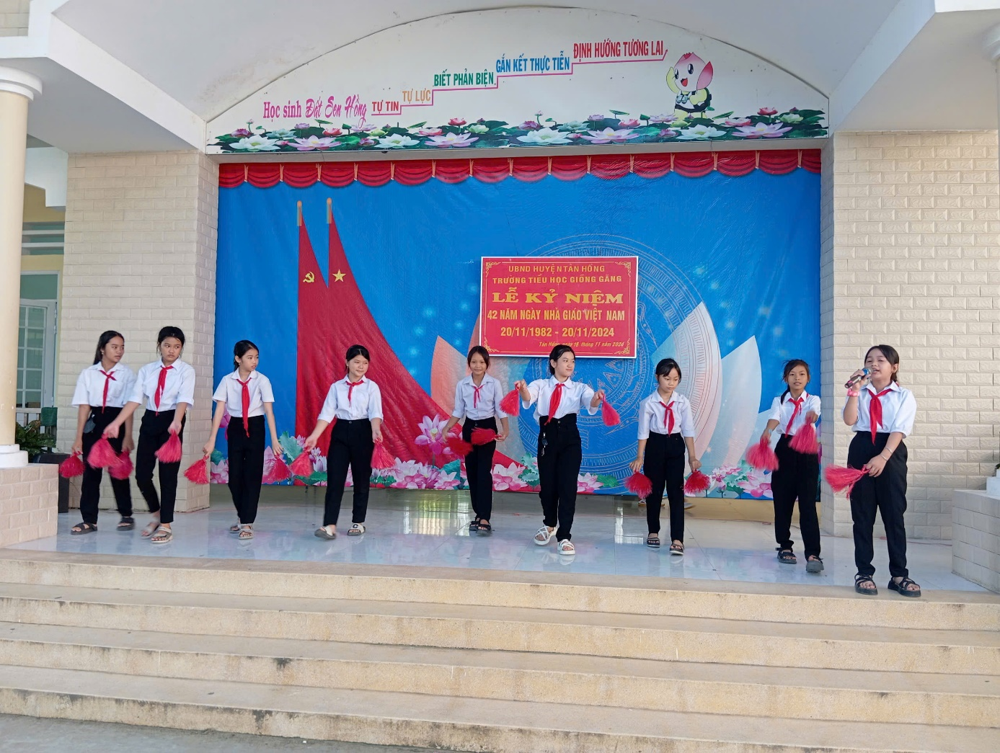 Học sinh Đất Sen Hồng TỰ TIN TỰ LỰC BIẾT PHẢN BIỆN GẮN KẾT THỰC TIỄN ĐỊNH HƯỚNG TƯƠNG LAI
UBND HUYỆN TÂN HỒNG
TRƯỜNG TIỂU HỌC GIỒNG GĂNG
LỄ KỶ NIỆM
42 NĂM NGÀY NHÀ GIÁO VIỆT NAM
20/11/1982 - 20/11/2024
Tân Hồng, ngày 16 tháng 11 năm 2024